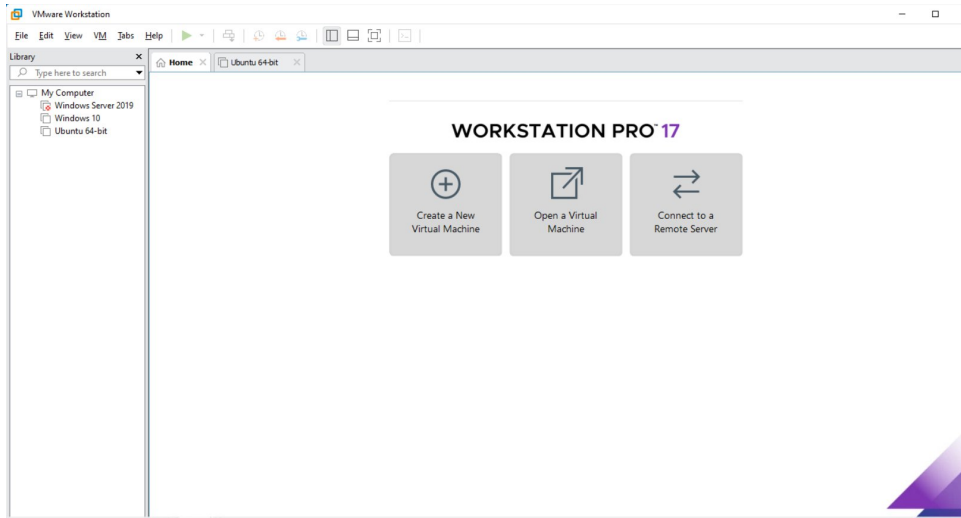 VMware Workstation
File Edit View VM Tabs Help
Library
Type here to search
My Computer
Windows Server 2019
Windows 10
Ubuntu 64-bit
Home
Ubuntu 64-bit
WORKSTATION PRO™ 17
Create a New
Virtual Machine
Open a Virtual
Machine
Connect to a
Remote Server